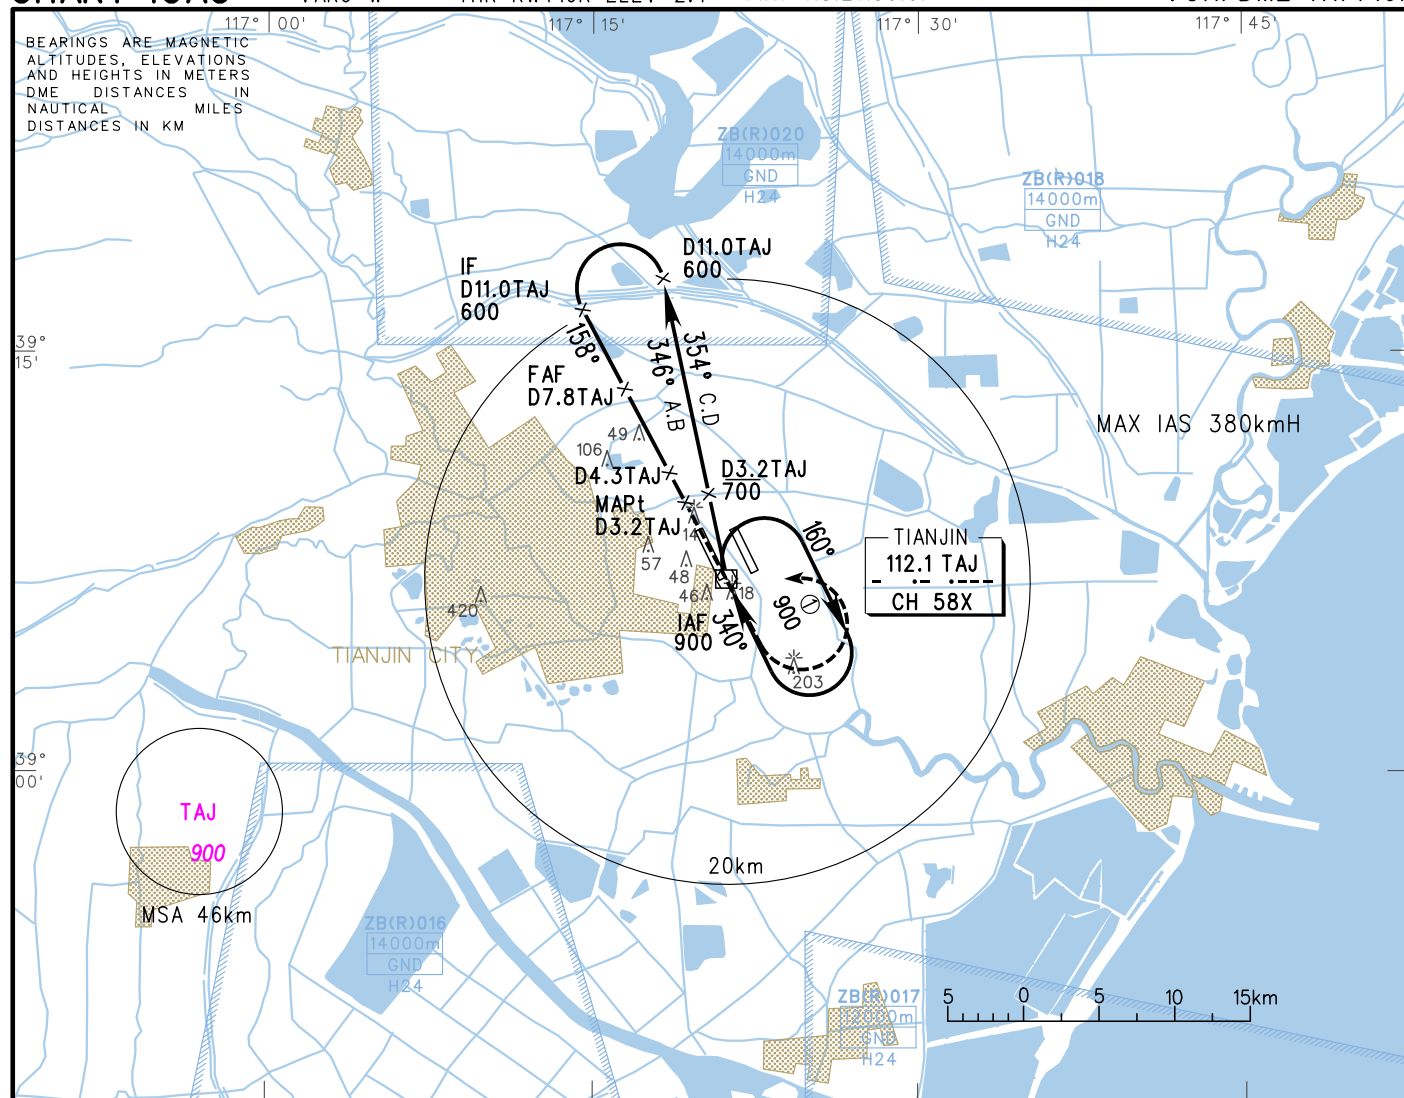 117° 00'
117° 15'
117° 30'
117° 45'
BEARINGS ARE MAGNETIC
ALTITUDES, ELEVATIONS
AND HEIGHTS IN METERS
DME DISTANCES IN
NAUTICAL MILES
DISTANCES IN KM
ZB(R)020
14000m
GND
H24
ZB(R)018
14000m
GND
H24
D11.0TAJ
600
IF
D11.0TAJ
600
39°
15'
158°
354° C.D
346° A.B
FAF
D7.8TAJ
MAX IAS 380kmH
49
106
D4.3TAJ
D3.2TAJ
700
MAPt
D3.2TAJ
14
160°
TIANJIN
112.1 TAJ
- .- .---
CH 58X
57
48
46
18
420
900
1
IAF
900
340°
TIANJIN CITY
203
39°
00'
TAJ
900
20km
MSA 46km
ZB(R)016
14000m
GND
H24
ZB(R)017
GND
H24
5 0 5 10 15km